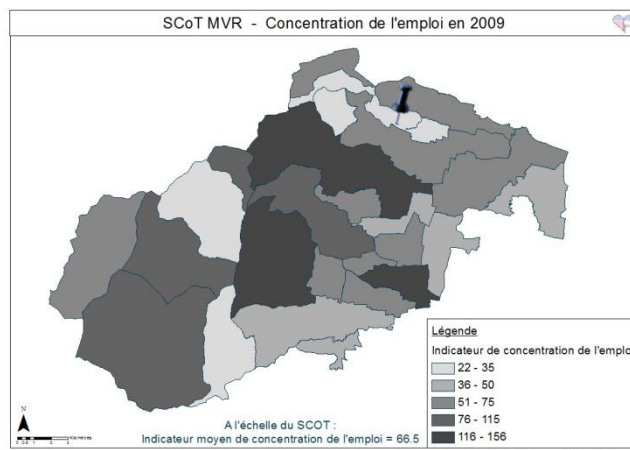 SCoT MVR - Concentration de l'emploi en 2009
Légende
Indicateur de concentration de l'emplo
22 - 35
36 - 50
51 - 75
76 - 115
116 - 156
N
A l'échelle du SCOT :
Indicateur moyen de concentration de l'emploi = 66.5